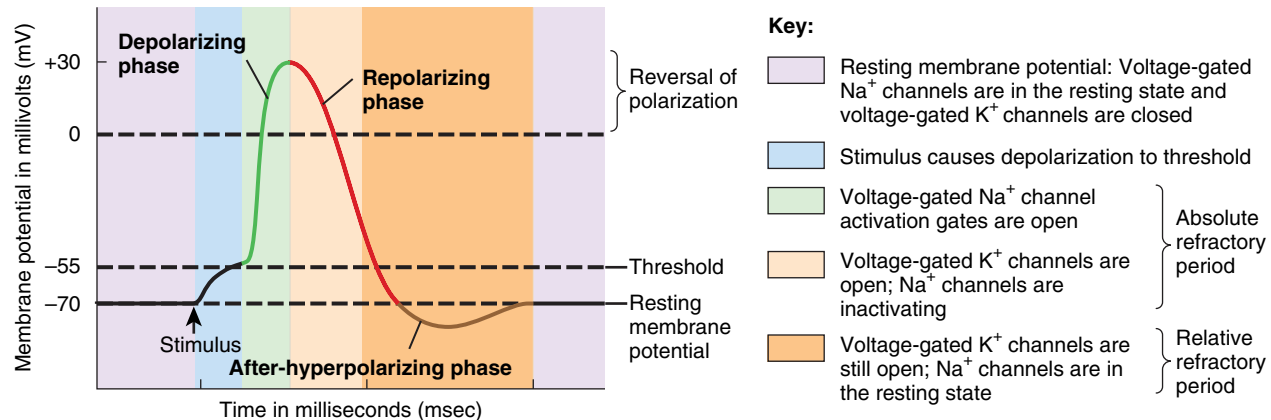 Membrane potential in millivolts (mV)
+30
0
–55
–70
Depolarizing
phase
Repolarizing
phase
Reversal of
polarization
Threshold
Resting
membrane
potential
Stimulus
After-hyperpolarizing phase
Time in milliseconds (msec)
Key:
Resting membrane potential: Voltage-gated
Na+ channels are in the resting state and
voltage-gated K+ channels are closed
Stimulus causes depolarization to threshold
Voltage-gated Na+ channel
activation gates are open
Voltage-gated K+ channels are
open; Na+ channels are
inactivating
Absolute
refractory
period
Voltage-gated K+ channels are
still open; Na+ channels are in
the resting state
Relative
refractory
period